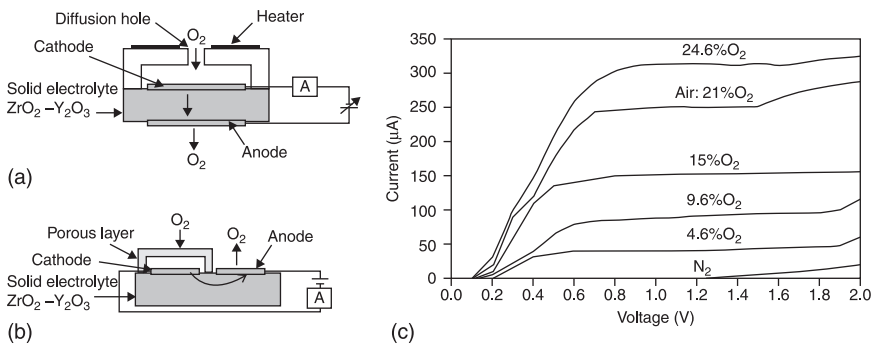 Diffusion hole
O₂
Heater
Cathode
A
Solid electrolyte
ZrO₂ –Y₂O₃
Anode
O₂
(a)
O₂
O₂
Porous layer
Anode
Cathode
Solid electrolyte
ZrO₂ –Y₂O₃
A
(b)
350
300
250
200
150
100
50
0
Current (μA)
24.6%O₂
Air: 21%O₂
15%O₂
9.6%O₂
4.6%O₂
N₂
0.0 0.2 0.4 0.6 0.8 1.0 1.2 1.4 1.6 1.8 2.0
Voltage (V)
(c)